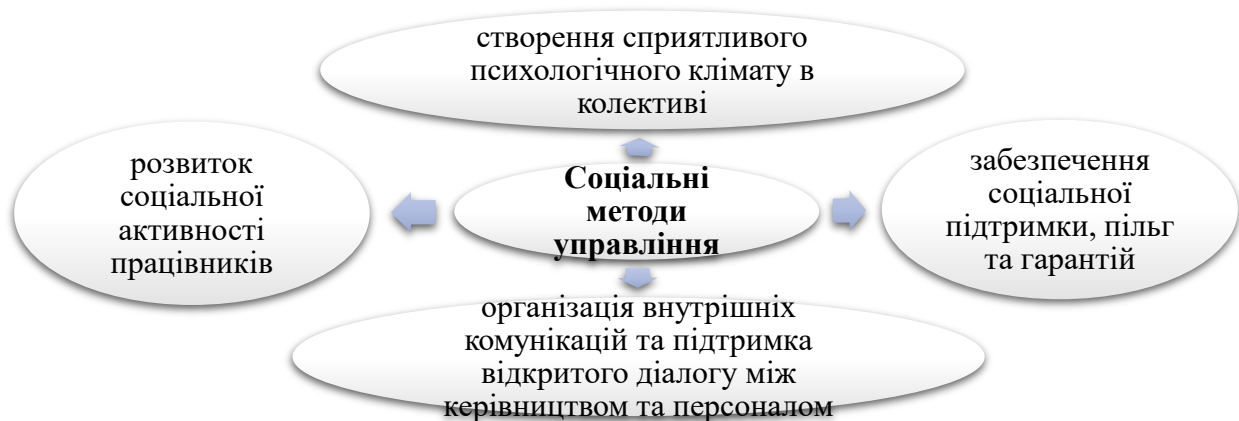 створення сприятливого
психологічного клімату в
колективі
розвиток
соціальної
активності
працівників
Соціальні
методи
управління
забезпечення
соціальної
підтримки, пільг
та гарантій
організація внутрішніх
комунікацій та підтримка
відкритого діалогу між
керівництвом та персоналом